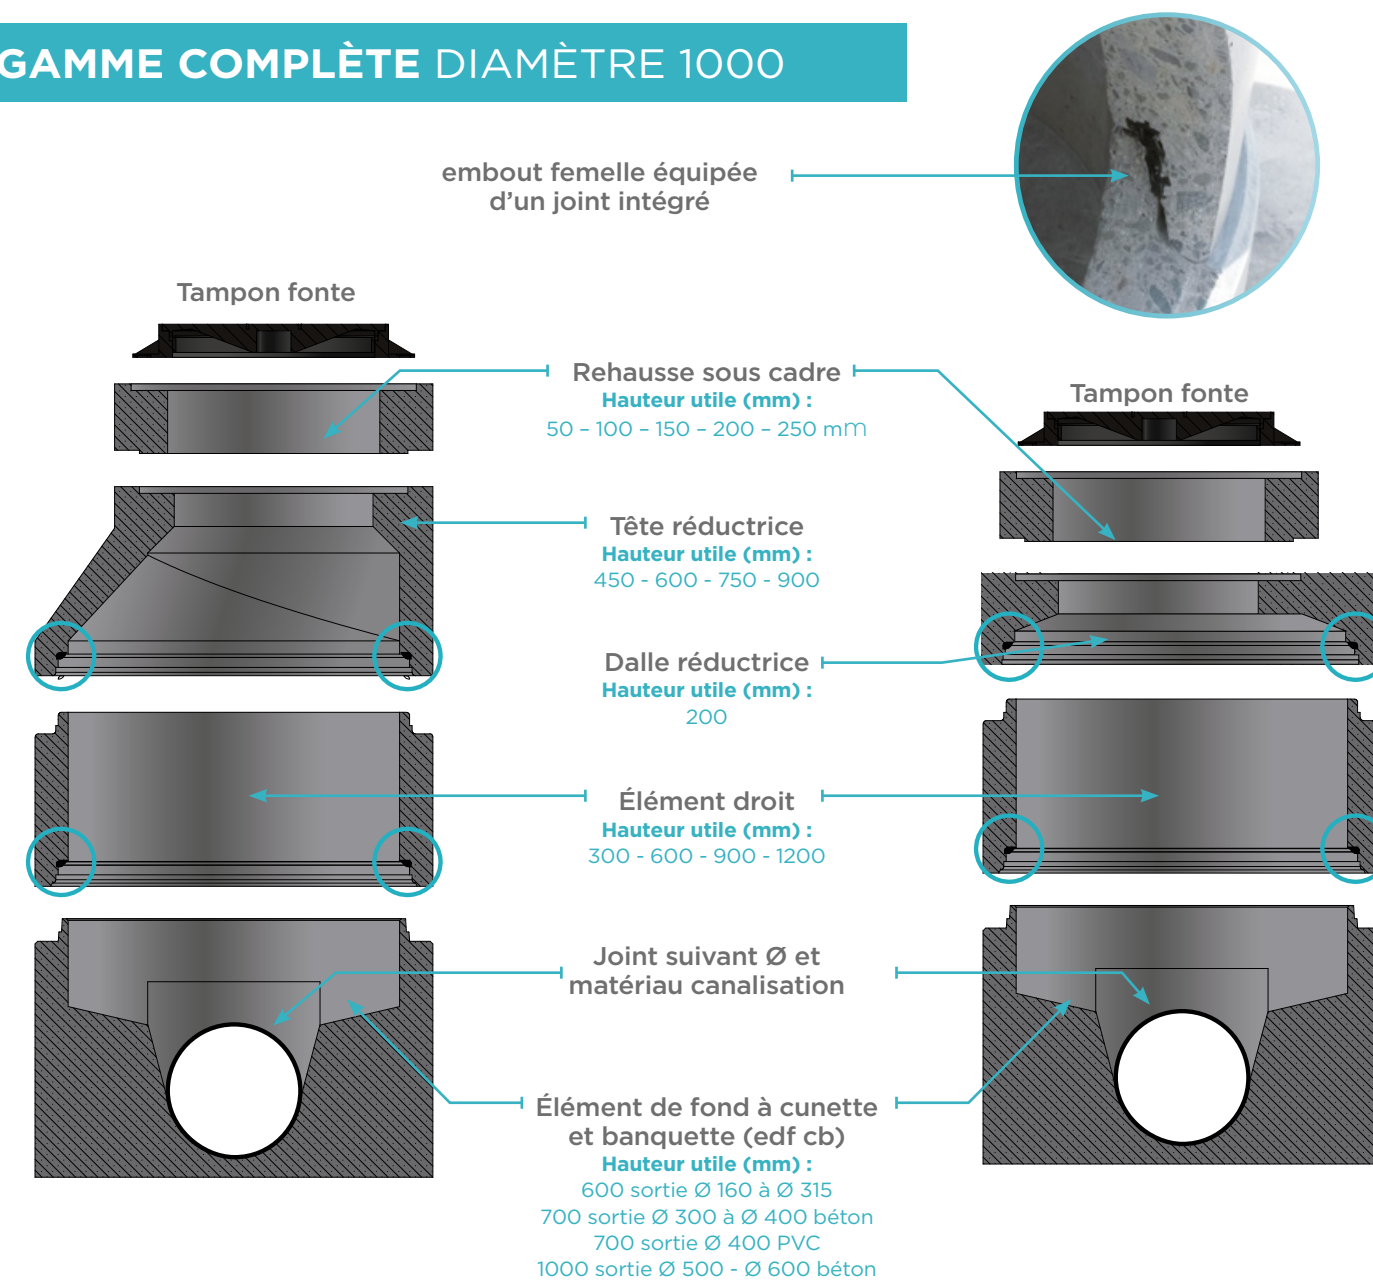 GAMME COMPLÈTE DIAMÈTRE 1000
embout femelle équipée
d'un joint intégré
Tampon fonte
Rehausse sous cadre
Hauteur utile (mm) :
50 – 100 – 150 – 200 – 250 mm
Tampon fonte
Tête réductrice
Hauteur utile (mm) :
450 - 600 - 750 - 900
Dalle réductrice
Hauteur utile (mm) :
200
Élément droit
Hauteur utile (mm) :
300 - 600 - 900 - 1200
Joint suivant Ø et
matériau canalisation
Élément de fond à cunette
et banquette (edf cb)
Hauteur utile (mm) :
600 sortie Ø 160 à Ø 315
700 sortie Ø 300 à Ø 400 béton
700 sortie Ø 400 PVC
1000 sortie Ø 500 - Ø 600 béton